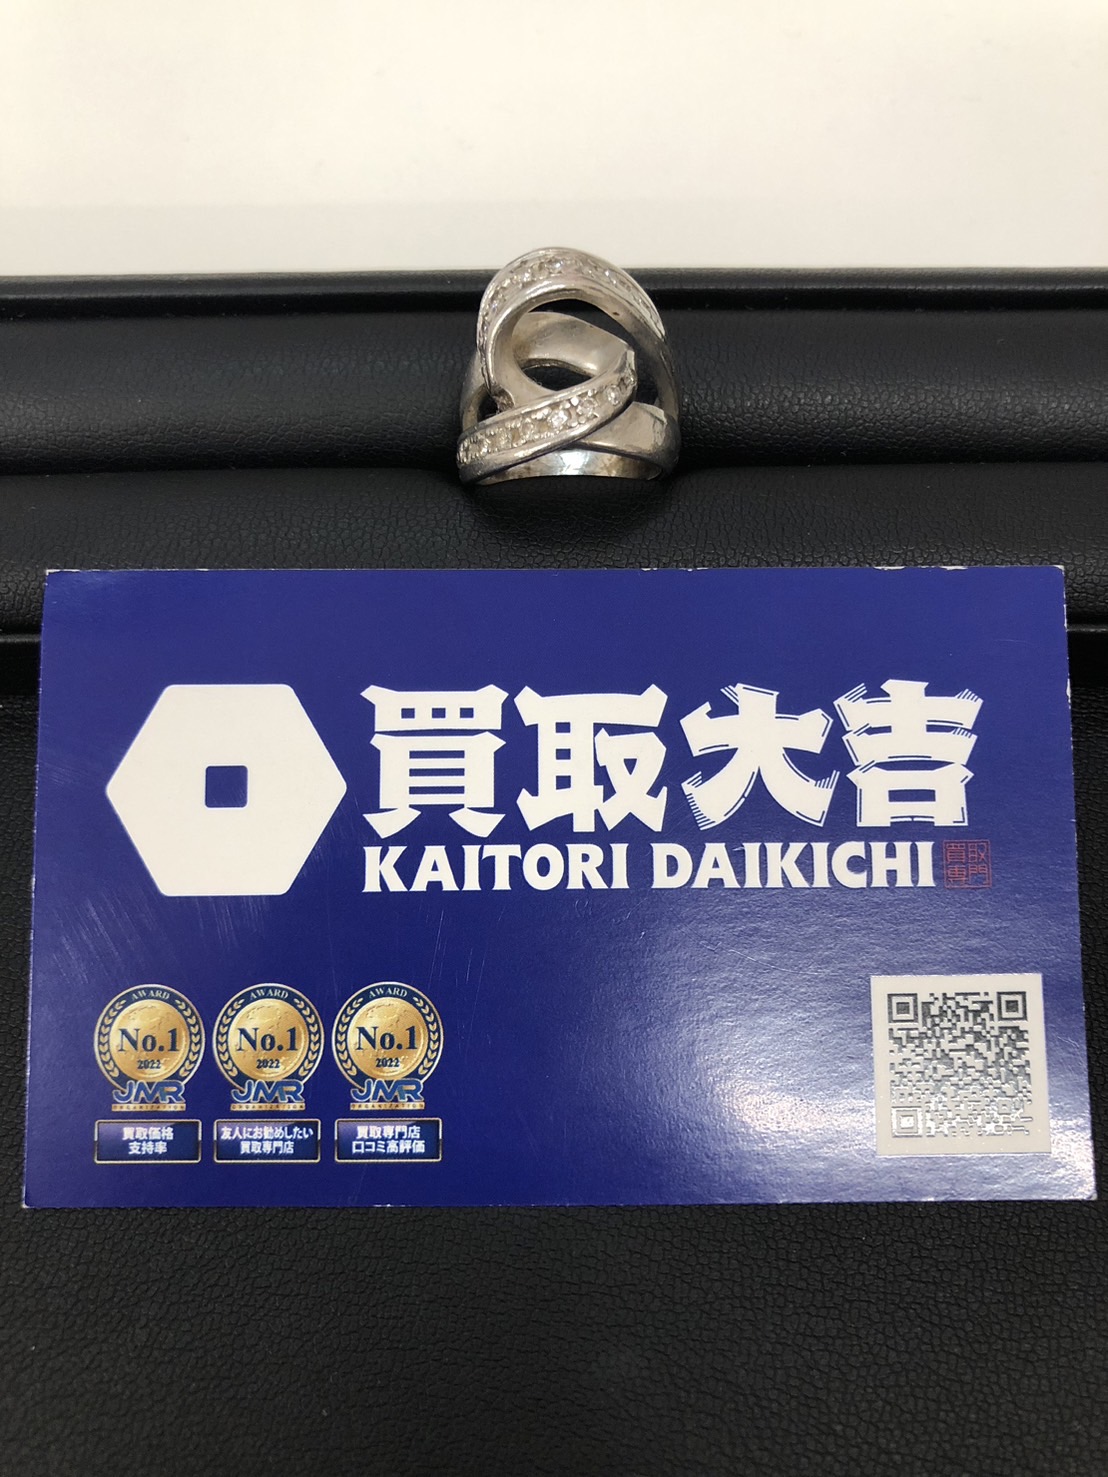 買取大吉
KAITORI DAIKICHI
買取
専門
AWARD
No.1
2022
JMR
ORGANIZATION
買取価格
支持率
AWARD
No.1
2022
JMR
ORGANIZATION
友人にお勧めしたい
買取専門店
AWARD
No.1
2022
JMR
ORGANIZATION
買取専門店
口コミ高評価